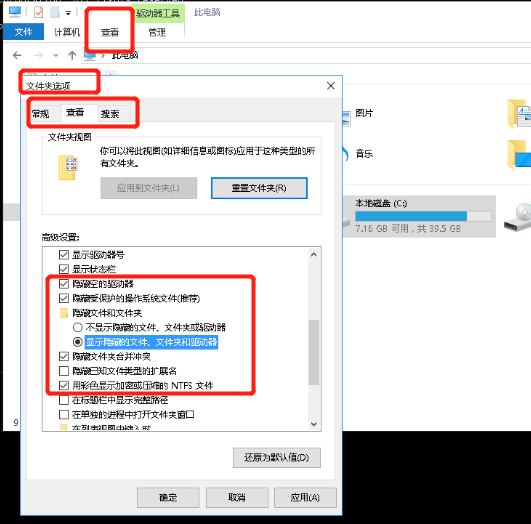 驱动器工具
此电脑
文件
计算机
查看
管理
此电脑
文件夹选项
常规
查看
搜索
图片
音乐
本地磁盘 (C:)
7.16 GB 可用，共 39.5 GB
文件夹视图
你可以将此视图(如详细信息或图标)应用于这种类型的所
有文件夹。
应用到文件夹(L)
重置文件夹(R)
高级设置:
显示驱动器号
显示状态栏
隐藏空的驱动器
隐藏受保护的操作系统文件(推荐)
隐藏文件和文件夹
不显示隐藏的文件、文件夹或驱动器
显示隐藏的文件、文件夹和驱动器
隐藏文件夹合并冲突
隐藏已知文件类型的扩展名
用彩色显示加密或压缩的 NTFS 文件
在标题栏中显示完整路径
在单独的进程中打开文件夹窗口
在列表视图中键入时
还原为默认值(D)
9
确定
取消
应用(A)